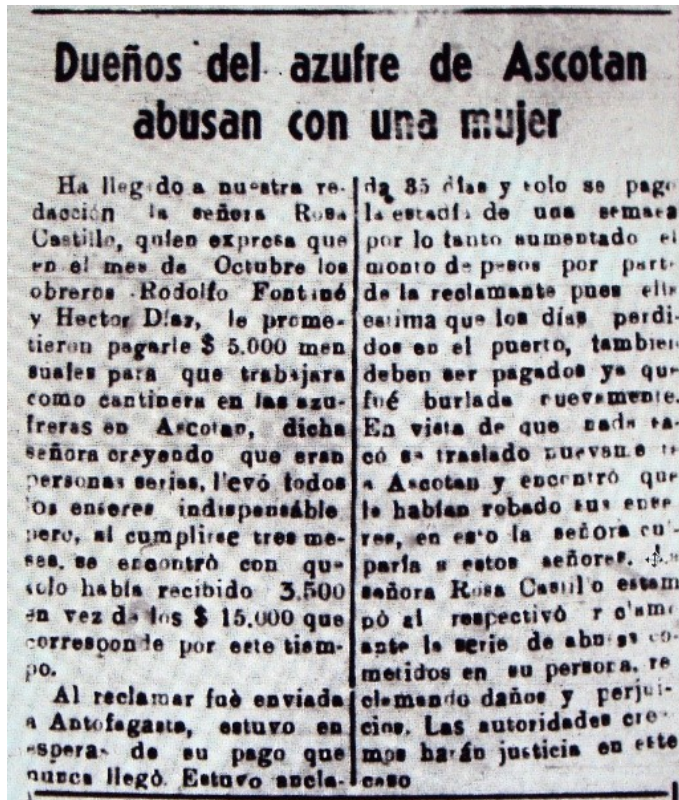 Dueños del azufre de Ascotan
abusan con una mujer
Ha llegado a nuestra re-
dacción la señora Rosa
Castillo, quien expresa que
en el mes de Octubre los
obreros Rodolfo Fontiné
y Hector Díaz, le prome-
tieron pagarle $ 5.000 men
suales para que trabajara
como cantinera en las azu-
freras en Ascotan, dicha
señora creyendo que eran
personas serias, llevó todos
los enseres indispensable
pero, al cumplirse tres me-
ses, se encontró con que
solo había recibido 3.500
en vez de los $ 15.000 que
corresponde por este tiem-
po.
Al reclamar fué enviada
a Antofagasta, estuvo en
espera de su pago que
nunca llegó. Estuvo ancla-
da 35 días y solo se pagó
la estadía de una semana
por lo tanto aumentado el
monto de pesos por parte
de la reclamante pues ella
estima que los días perdi-
dos en el puerto, tambien
deben ser pagados ya que
fué burlada nuevamente.
En vista de que nada sa-
có se traslado nuevame te
a Ascotan y encontró que
le habían robado sus ense
res, en esto la señora cul
paría a estos señores. La
señora Rosa Castillo estam
pó al respectivó r clamo
ante la serie de abusos co-
metidos en su persona, re
clamando daños y perjui-
cios. Las autoridades cree
mos harán justicia en este
caso